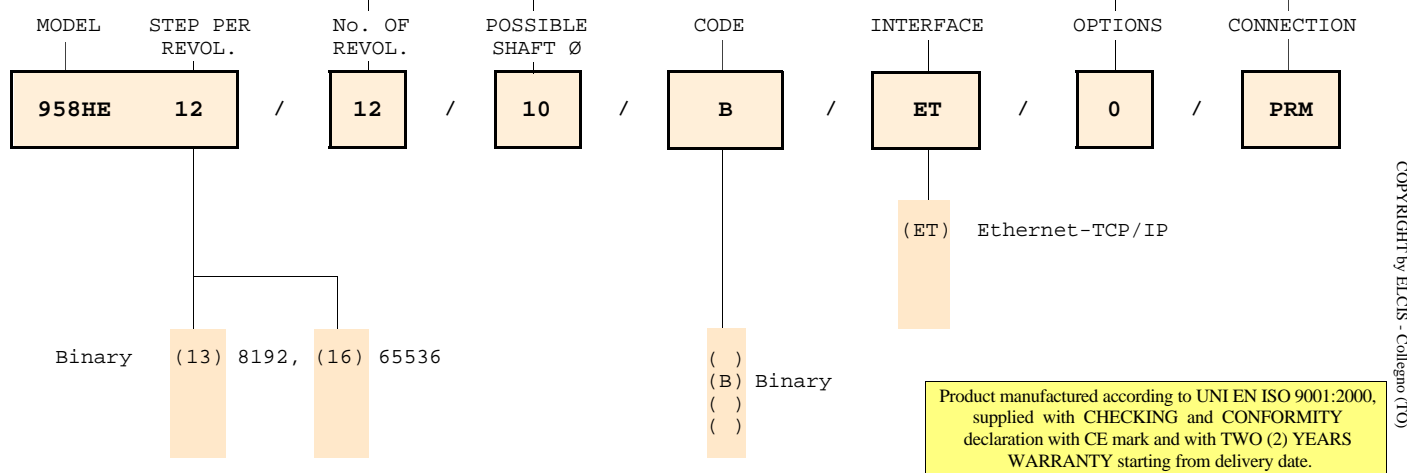 MODEL STEP PER REVOL. No. OF REVOL. POSSIBLE SHAFT Ø CODE INTERFACE OPTIONS CONNECTION
958HE 12 / 12 / 10 / B / ET / 0 / PRM
(ET) Ethernet-TCP/IP
Binary (13) 8192, (16) 65536
( )
(B) Binary
( )
( )
Product manufactured according to UNI EN ISO 9001:2000,
supplied with CHECKING and CONFORMITY
declaration with CE mark and with TWO (2) YEARS
WARRANTY starting from delivery date.
COPYRIGHT by ELCIS - Collegno (TO)